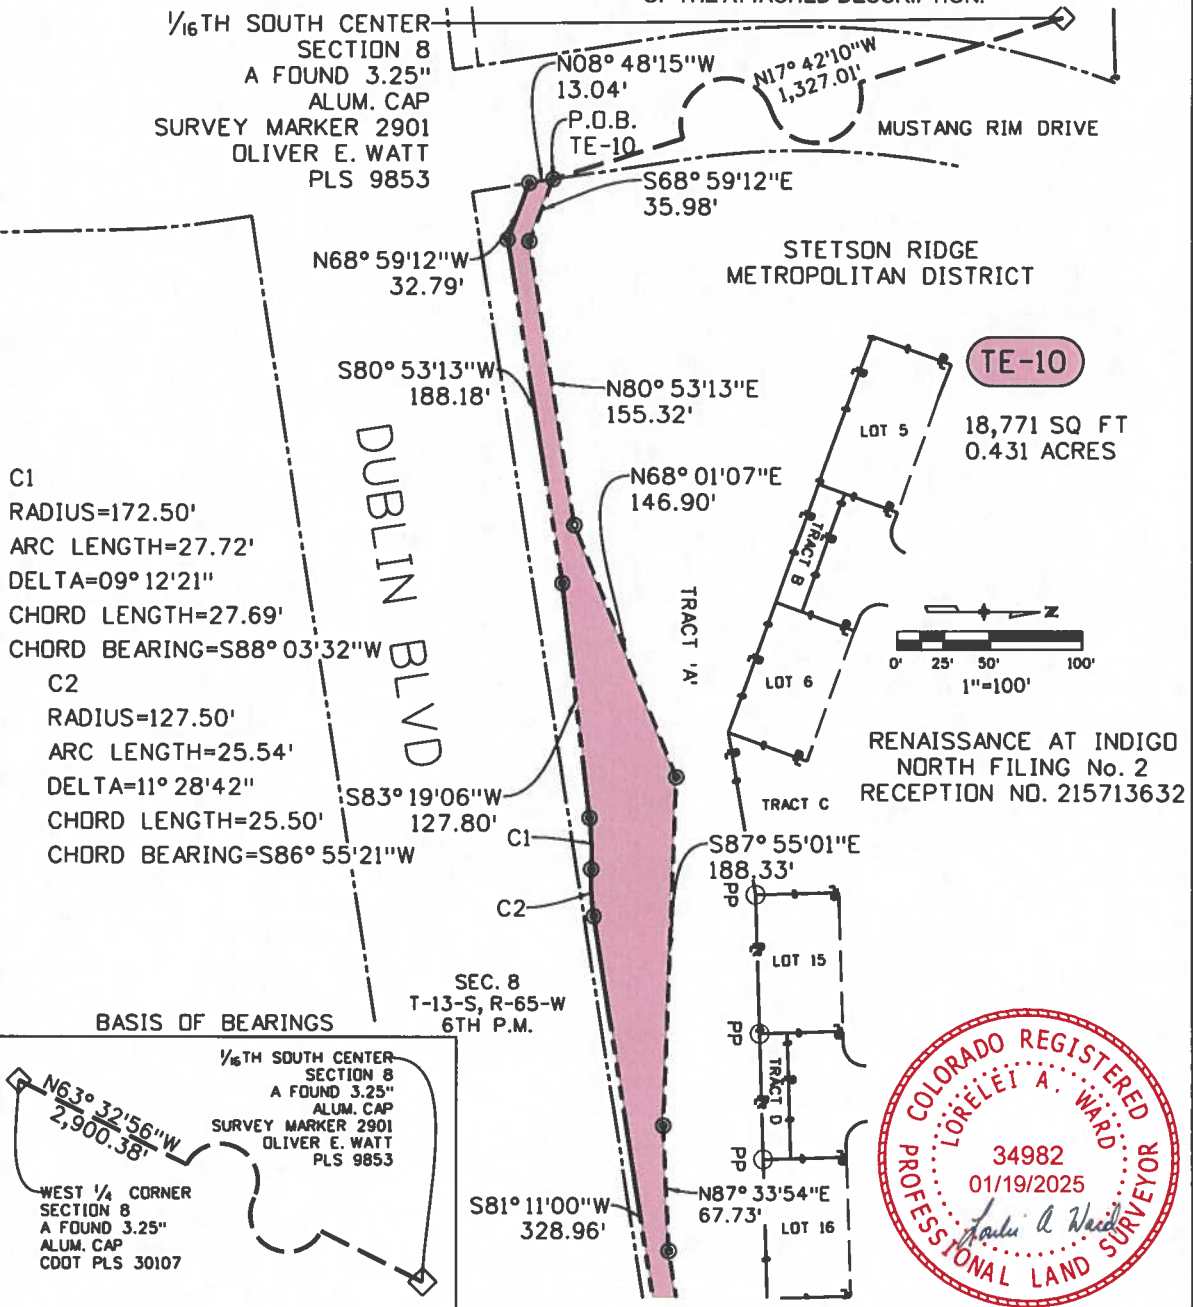 OF THE ATTACHED DESCRIPTION.
1/16TH SOUTH CENTER
SECTION 8
A FOUND 3.25"
ALUM. CAP
SURVEY MARKER 2901
OLIVER E. WATT
PLS 9853
N08° 48'15"W
13.04'
P.O.B.
TE-10
N17° 42'10"W
1,327.01'
MUSTANG RIM DRIVE
S68° 59'12"E
35.98'
N68° 59'12"W
32.79'
STETSON RIDGE
METROPOLITAN DISTRICT
S80° 53'13"W
188.18'
N80° 53'13"E
155.32'
TE-10
18,771 SQ FT
0.431 ACRES
LOT 5
DUBLIN BLVD
N68° 01'07"E
146.90'
C1
RADIUS=172.50'
ARC LENGTH=27.72'
DELTA=09° 12'21"
CHORD LENGTH=27.69'
CHORD BEARING=S88° 03'32"W
C2
RADIUS=127.50'
ARC LENGTH=25.54'
DELTA=11° 28'42"
CHORD LENGTH=25.50'
CHORD BEARING=S86° 55'21"W
TRACT B
TRACT 'A'
LOT 6
N
0' 25' 50' 100'
1"=100'
RENAISSANCE AT INDIGO
NORTH FILING No. 2
RECEPTION NO. 215713632
TRACT C
S83° 19'06"W
127.80'
C1
S87° 55'01"E
188.33'
C2
PP
LOT 15
SEC. 8
T-13-S, R-65-W
6TH P.M.
PP
TRACT D
PP
S81° 11'00"W
328.96'
N87° 33'54"E
67.73'
LOT 16
BASIS OF BEARINGS
1/16TH SOUTH CENTER
SECTION 8
A FOUND 3.25"
ALUM. CAP
SURVEY MARKER 2901
OLIVER E. WATT
PLS 9853
N63° 32'56"W
2,900.38'
WEST 1/4 CORNER
SECTION 8
A FOUND 3.25"
ALUM. CAP
CDOT PLS 30107
COLORADO REGISTERED
LORELEI A. WARD
34982
01/19/2025
Lorelei A Ward
PROFESSIONAL LAND SURVEYOR